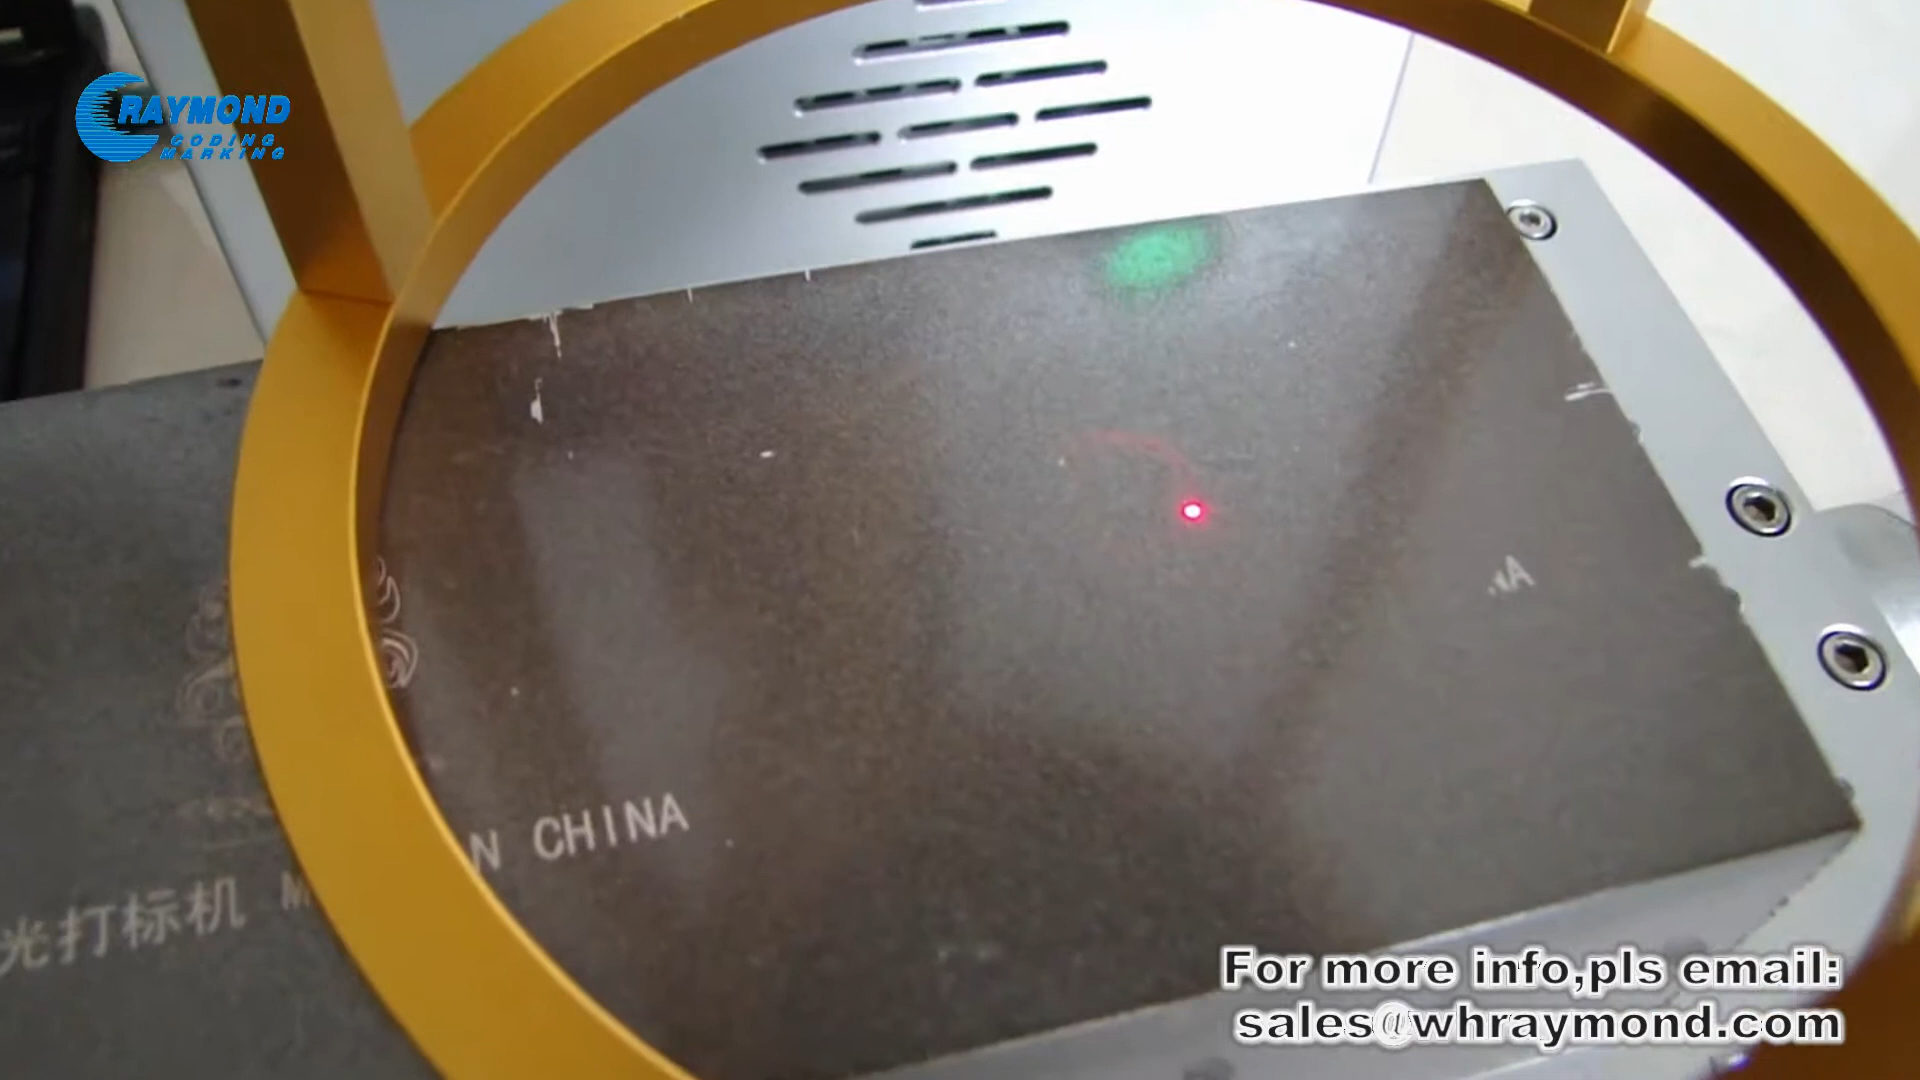 RAYMOND
CODING
MARKING
N CHINA
光打标机 M
A
For more info,pls email:
sales@whraymond.com